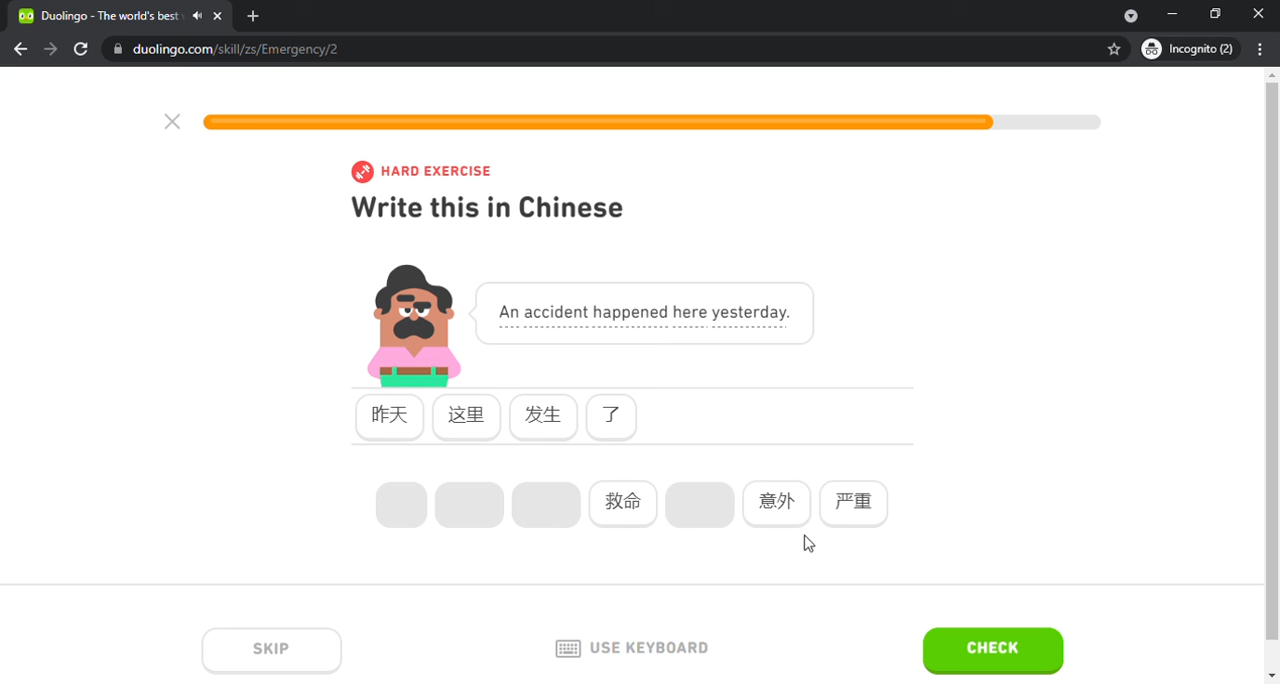 Duolingo - The world's best
duolingo.com/skill/zs/Emergency/2
Incognito (2)
HARD EXERCISE
Write this in Chinese
An accident happened here yesterday.
昨天 这里 发生 了
救命 意外 严重
SKIP
USE KEYBOARD
CHECK